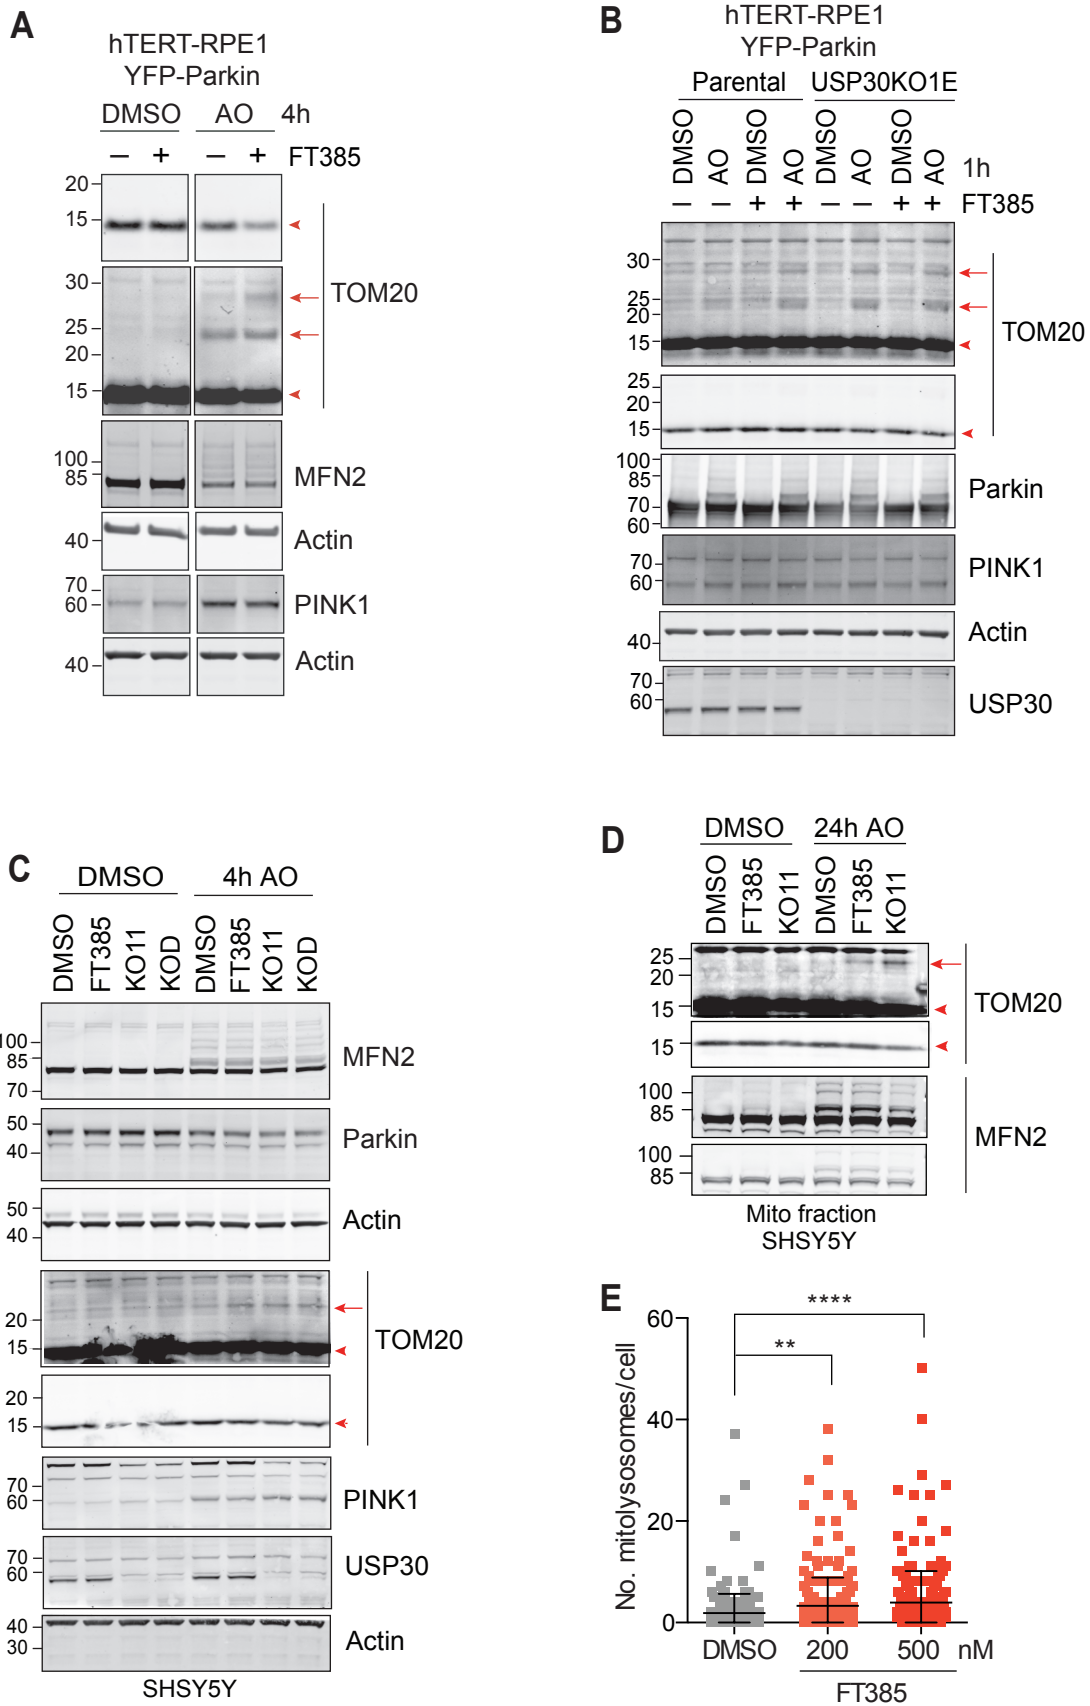 A
hTERT-RPE1
YFP-Parkin
DMSO AO 4h
– + – + FT385
20
15
30
25
20
15
TOM20
100
85
MFN2
40
Actin
70
60
PINK1
40
Actin
B
hTERT-RPE1
YFP-Parkin
Parental USP30KO1E
DMSO AO DMSO AO DMSO AO DMSO AO 1h
– – + + – – + + FT385
30
25
20
15
25
20
15
TOM20
100
85
70
60
Parkin
70
60
PINK1
40
Actin
70
60
USP30
C
DMSO 4h AO
DMSO FT385 KO11 KOD DMSO FT385 KO11 KOD
100
85
70
MFN2
50
40
Parkin
50
40
Actin
20
15
20
15
TOM20
70
60
PINK1
70
60
USP30
40
30
Actin
SHSY5Y
D
DMSO 24h AO
DMSO FT385 KO11 DMSO FT385 KO11
25
20
15
15
TOM20
100
85
100
85
MFN2
Mito fraction
SHSY5Y
E
No. mitolysosomes/cell
60
40
20
0
****
**
DMSO 200 500 nM
FT385